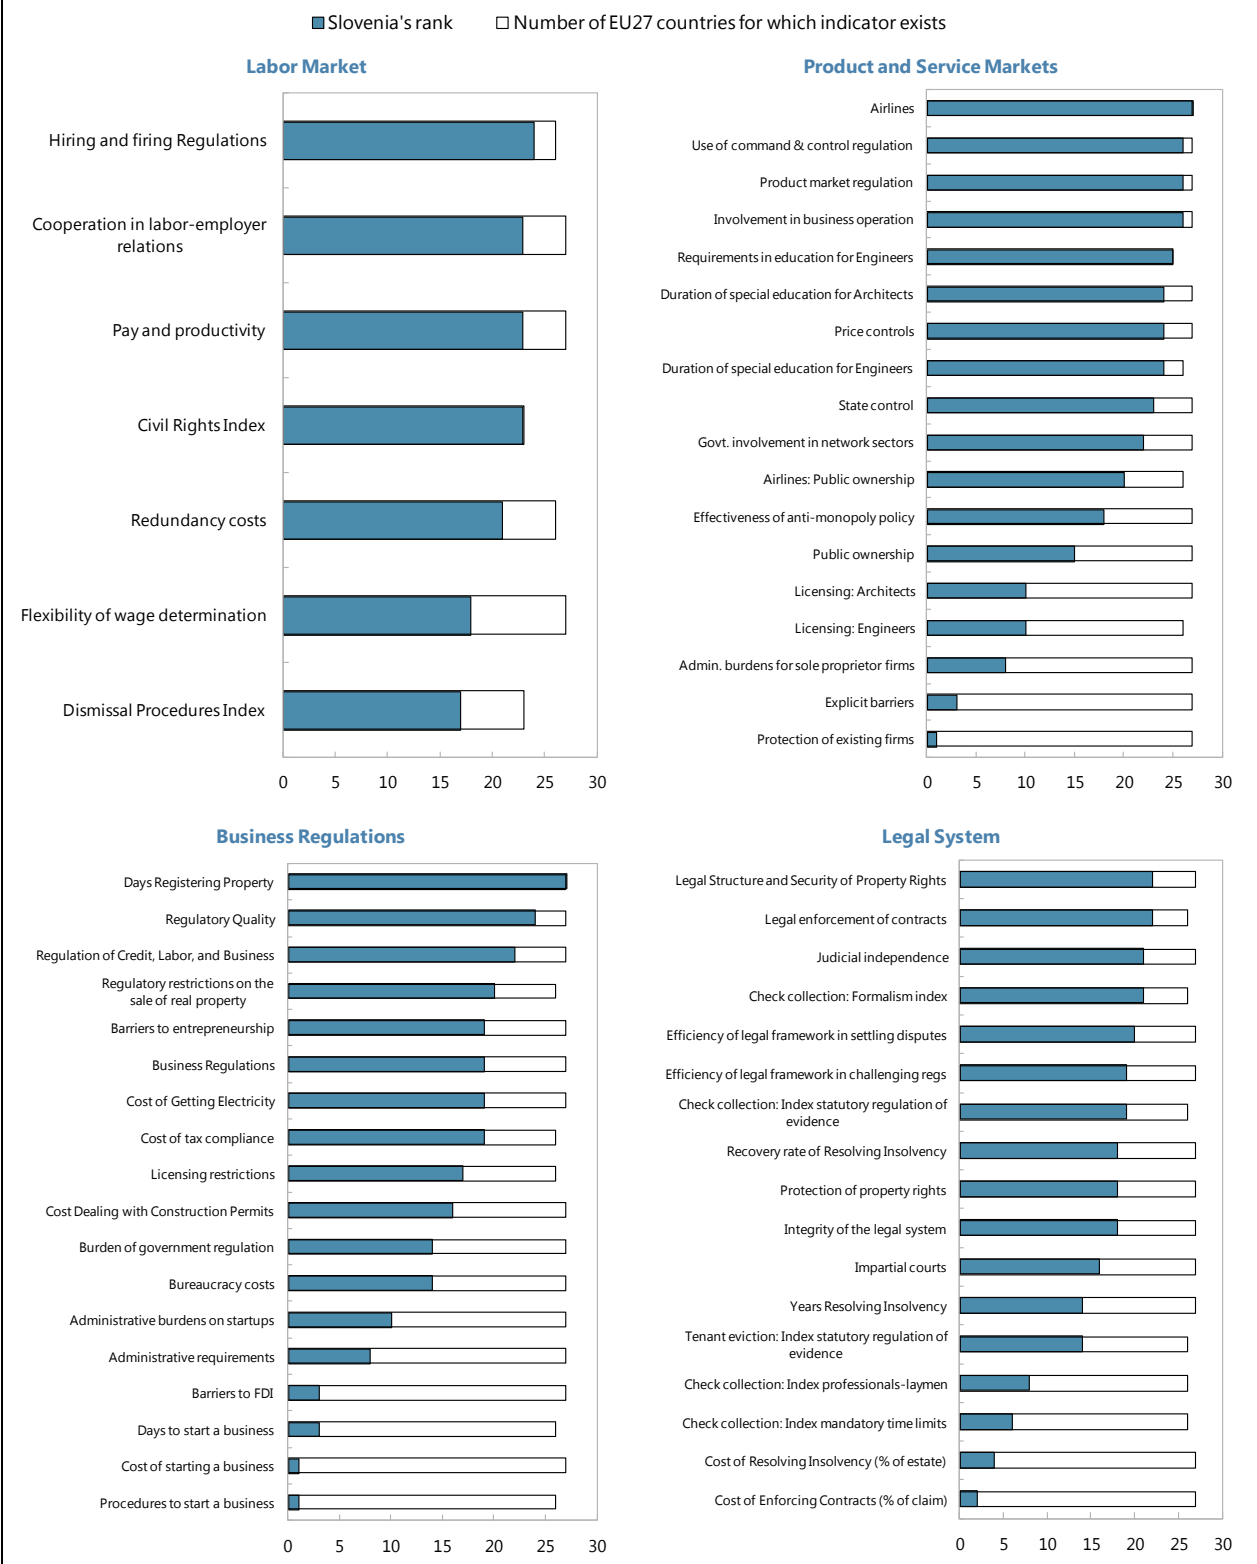 Slovenia's rank
Number of EU27 countries for which indicator exists
Labor Market
Hiring and firing Regulations
Cooperation in labor-employer
relations
Pay and productivity
Civil Rights Index
Redundancy costs
Flexibility of wage determination
Dismissal Procedures Index
0 5 10 15 20 25 30
Product and Service Markets
Airlines
Use of command & control regulation
Product market regulation
Involvement in business operation
Requirements in education for Engineers
Duration of special education for Architects
Price controls
Duration of special education for Engineers
State control
Govt. involvement in network sectors
Airlines: Public ownership
Effectiveness of anti-monopoly policy
Public ownership
Licensing: Architects
Licensing: Engineers
Admin. burdens for sole proprietor firms
Explicit barriers
Protection of existing firms
0 5 10 15 20 25 30
Business Regulations
Days Registering Property
Regulatory Quality
Regulation of Credit, Labor, and Business
Regulatory restrictions on the
sale of real property
Barriers to entrepreneurship
Business Regulations
Cost of Getting Electricity
Cost of tax compliance
Licensing restrictions
Cost Dealing with Construction Permits
Burden of government regulation
Bureaucracy costs
Administrative burdens on startups
Administrative requirements
Barriers to FDI
Days to start a business
Cost of starting a business
Procedures to start a business
0 5 10 15 20 25 30
Legal System
Legal Structure and Security of Property Rights
Legal enforcement of contracts
Judicial independence
Check collection: Formalism index
Efficiency of legal framework in settling disputes
Efficiency of legal framework in challenging regs
Check collection: Index statutory regulation of
evidence
Recovery rate of Resolving Insolvency
Protection of property rights
Integrity of the legal system
Impartial courts
Years Resolving Insolvency
Tenant eviction: Index statutory regulation of
evidence
Check collection: Index professionals-laymen
Check collection: Index mandatory time limits
Cost of Resolving Insolvency (% of estate)
Cost of Enforcing Contracts (% of claim)
0 5 10 15 20 25 30